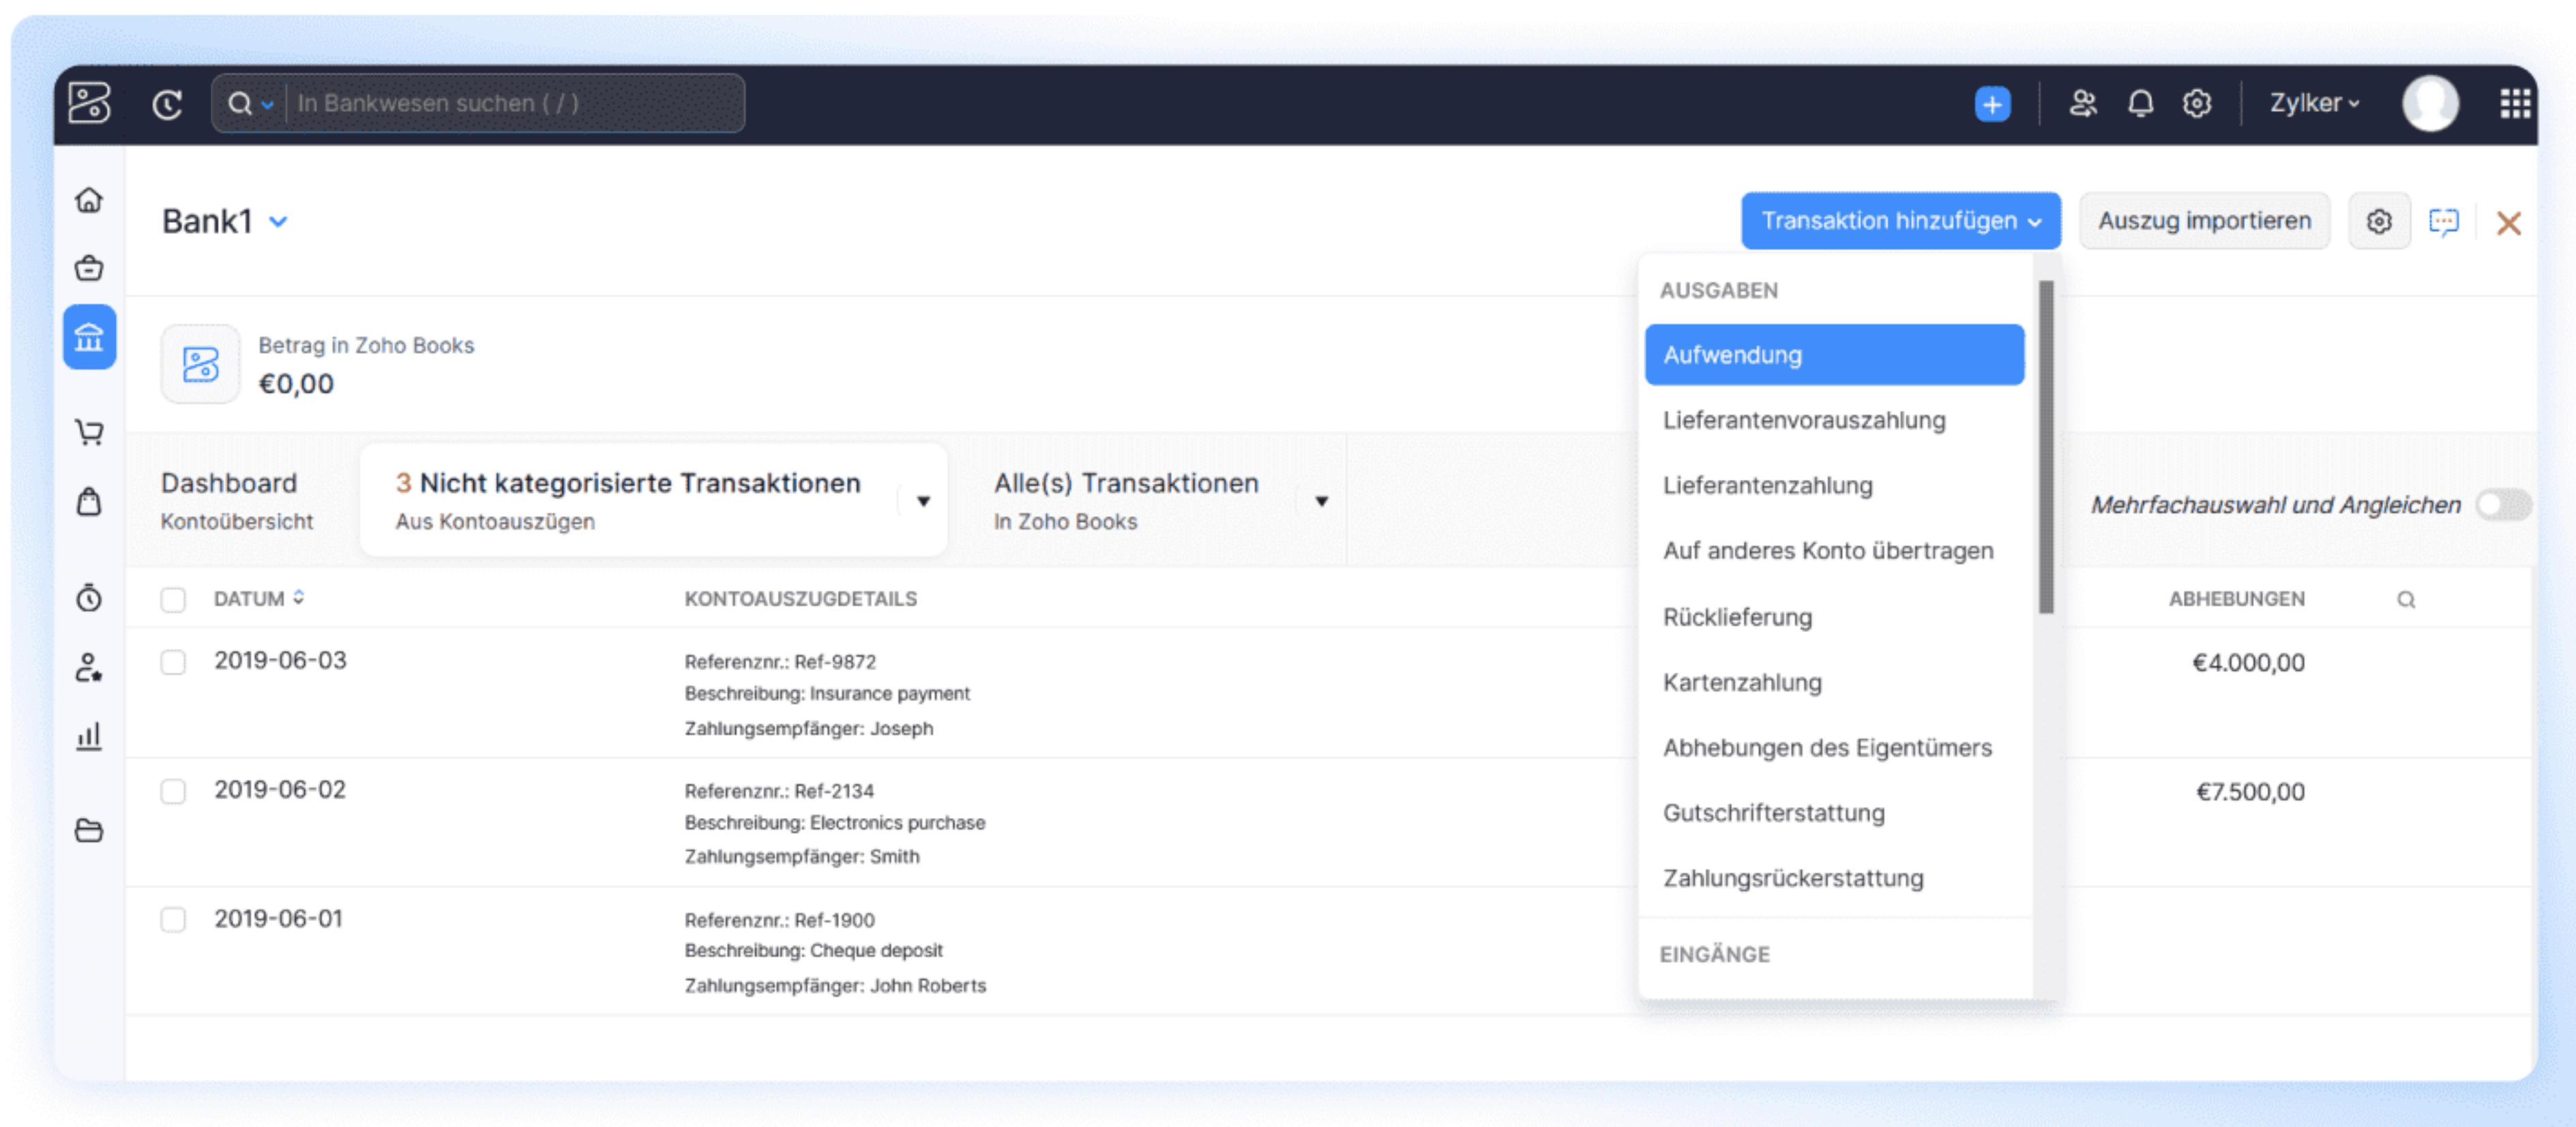 In Bankwesen suchen ( / )
Zylker
Bank1
Transaktion hinzufügen
Auszug importieren
AUSGABEN
Aufwendung
Lieferantenvorauszahlung
Lieferantenzahlung
Auf anderes Konto übertragen
Rücklieferung
Kartenzahlung
Abhebungen des Eigentümers
Gutschrifterstattung
Zahlungsrückerstattung
EINGÄNGE
Betrag in Zoho Books
€0,00
Dashboard
Kontoübersicht
3 Nicht kategorisierte Transaktionen
Aus Kontoauszügen
Alle(s) Transaktionen
In Zoho Books
Mehrfachauswahl und Angleichen
DATUM
KONTOAUSZUGDETAILS
ABHEBUNGEN
2019-06-03
Referenznr.: Ref-9872
Beschreibung: Insurance payment
Zahlungsempfänger: Joseph
€4.000,00
2019-06-02
Referenznr.: Ref-2134
Beschreibung: Electronics purchase
Zahlungsempfänger: Smith
€7.500,00
2019-06-01
Referenznr.: Ref-1900
Beschreibung: Cheque deposit
Zahlungsempfänger: John Roberts